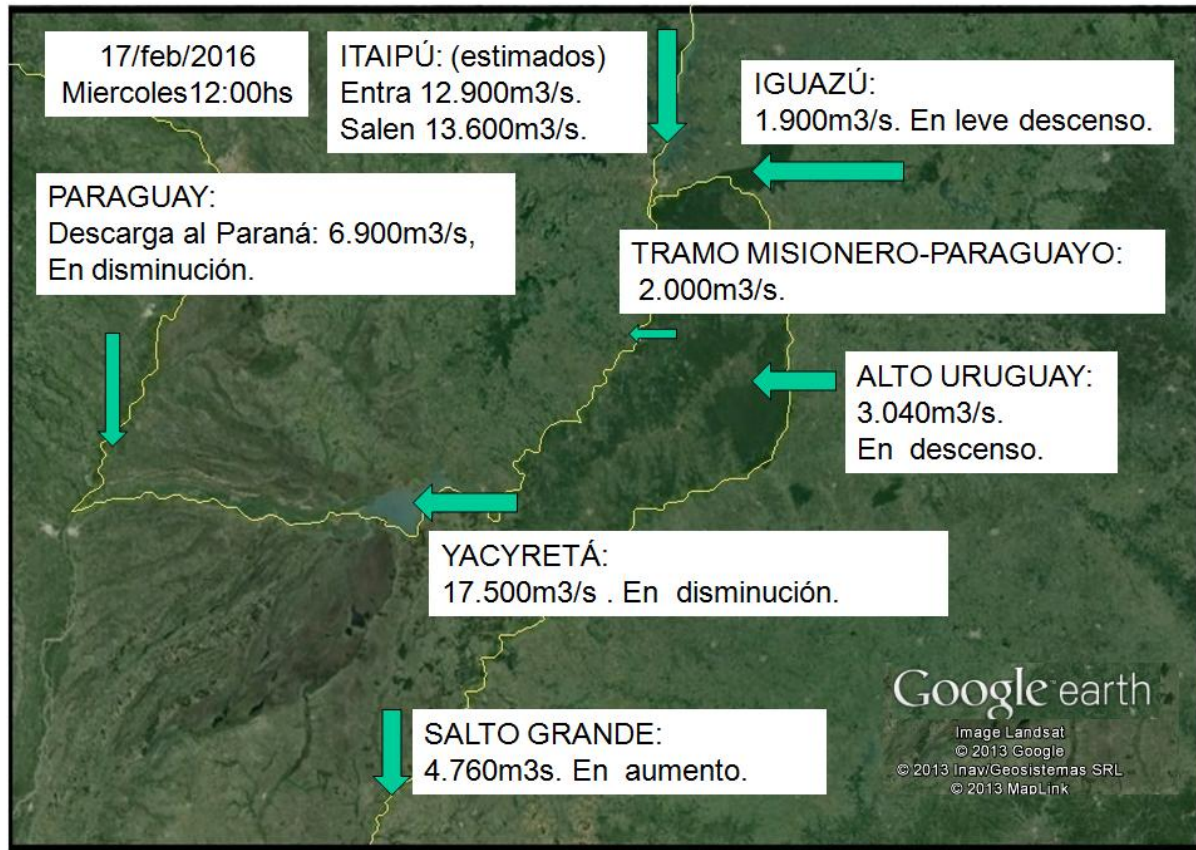 17/feb/2016
Miercoles12:00hs
ITAIPÚ: (estimados)
Entra 12.900m3/s.
Salen 13.600m3/s.
IGUAZÚ:
1.900m3/s. En leve descenso.
PARAGUAY:
Descarga al Paraná: 6.900m3/s,
En disminución.
TRAMO MISIONERO-PARAGUAYO:
2.000m3/s.
ALTO URUGUAY:
3.040m3/s.
En descenso.
YACYRETÁ:
17.500m3/s . En disminución.
SALTO GRANDE:
4.760m3s. En aumento.
Google earth
Image Landsat
© 2013 Google
© 2013 Inav/Geosistemas SRL
© 2013 MapLink